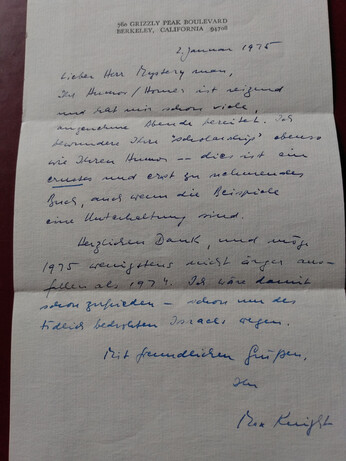 760 GRIZZLY PEAK BOULEVARD
BERKELEY, CALIFORNIA 94708
2. Januar 1975
Lieber Herr Mystery man,
Ihr Humor/Homer ist reizend
und hat mir schon viele,
angenehme Abende bereitet. Ich
bewundere Ihre "scholarship" ebenso
wie Ihren Humor -- dies ist ein
ernstes und ernst zu nehmendes
Buch, auch wenn die Beispiele
eine Unterhaltung sind.
Herzlichen Dank, und möge
1975 wenigstens nicht ärger aus-
fallen als 1974. Ich wäre damit
schon zufrieden – schon um des
tödlich bedrohten Israels wegen.
Mit freundlichen Grüßen,
Ihr
Max Knight